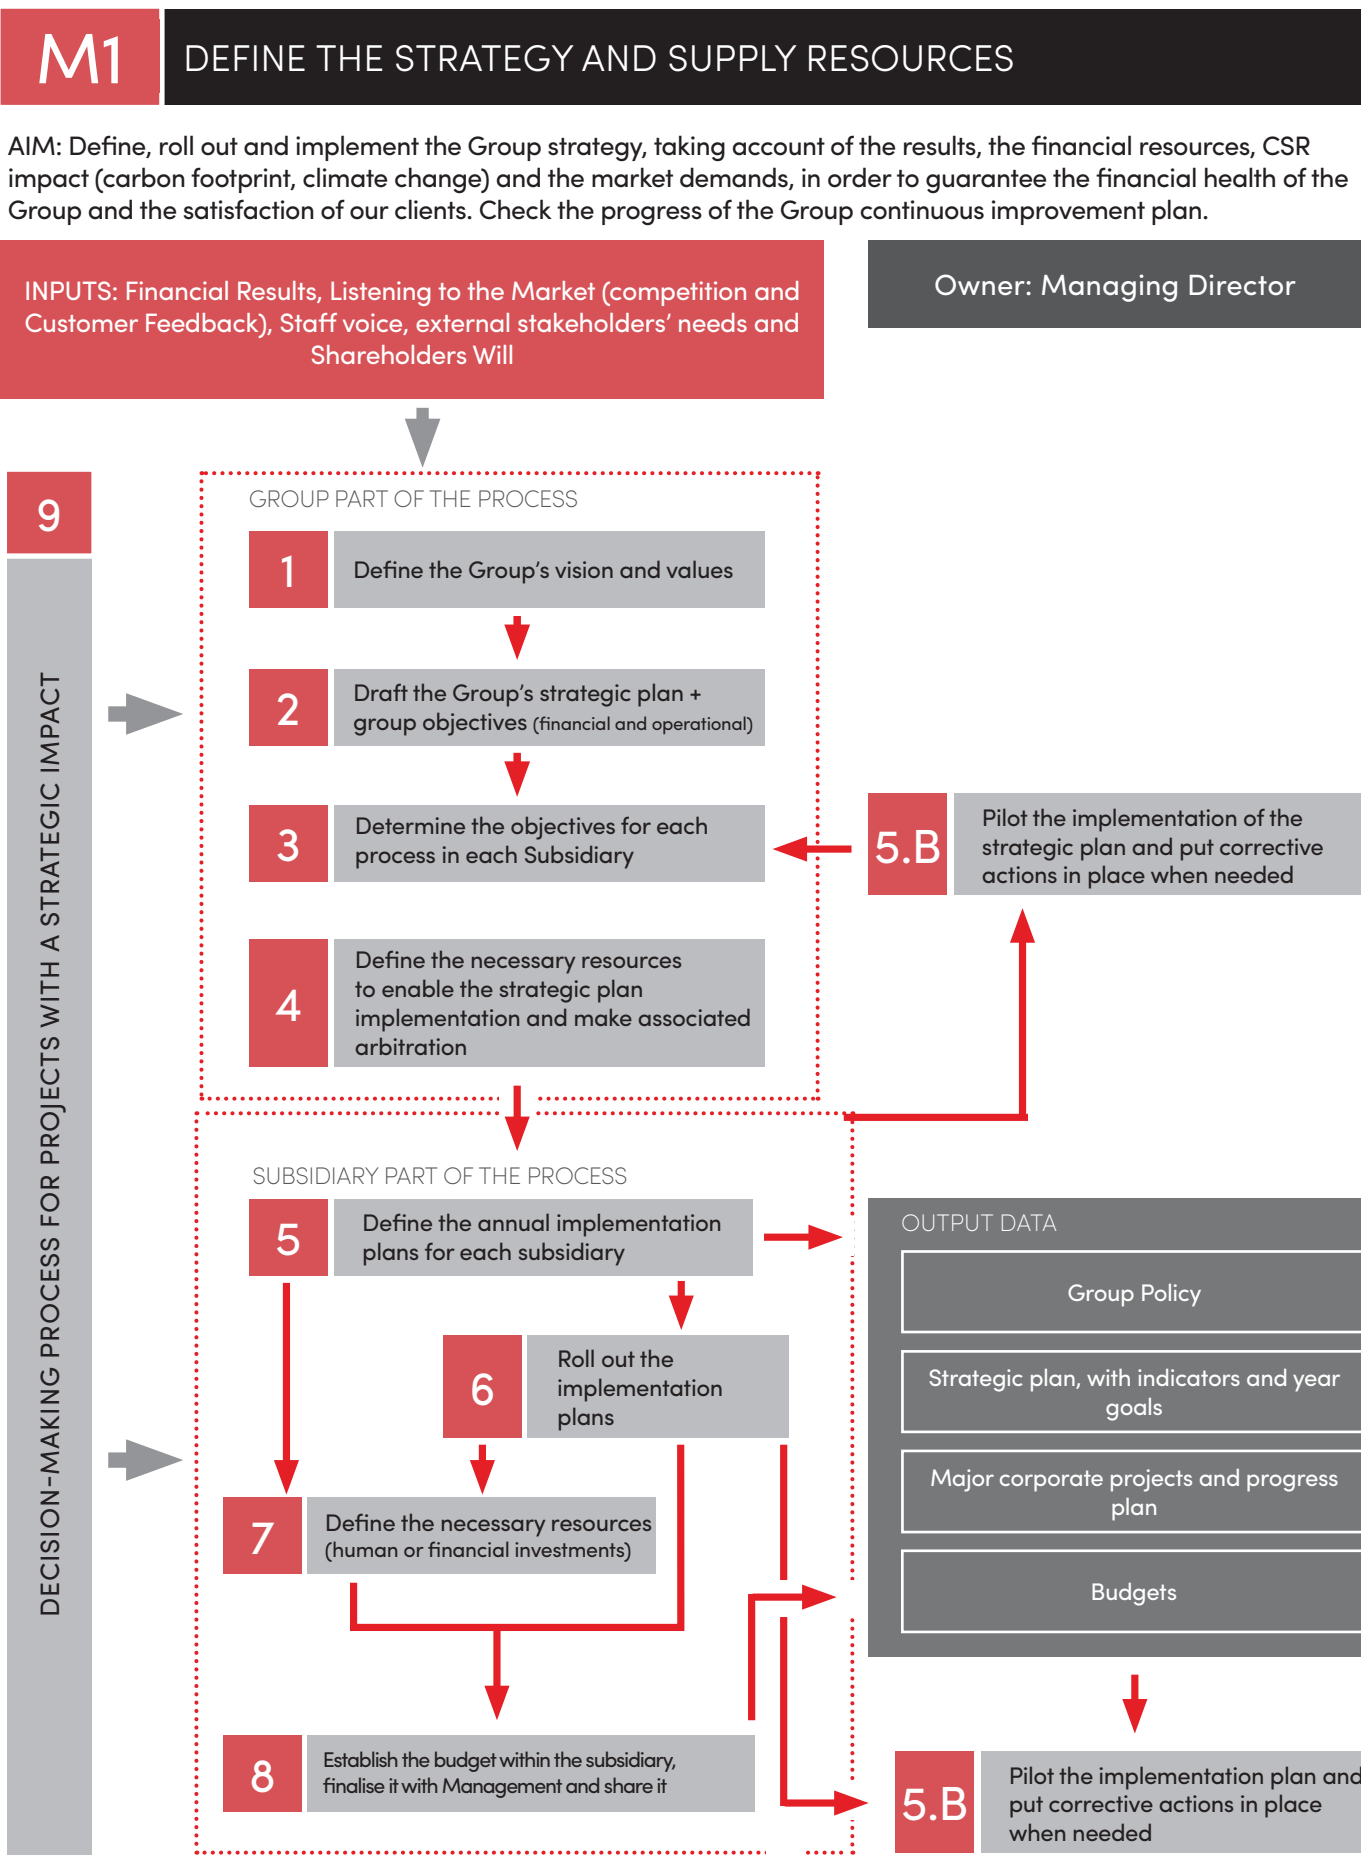 M1
DEFINE THE STRATEGY AND SUPPLY RESOURCES
AIM: Define, roll out and implement the Group strategy, taking account of the results, the financial resources, CSR
impact (carbon footprint, climate change) and the market demands, in order to guarantee the financial health of the
Group and the satisfaction of our clients. Check the progress of the Group continuous improvement plan.
INPUTS: Financial Results, Listening to the Market (competition and
Customer Feedback), Staff voice, external stakeholders’ needs and
Shareholders Will
Owner: Managing Director
9
DECISION-MAKING PROCESS FOR PROJECTS WITH A STRATEGIC IMPACT
GROUP PART OF THE PROCESS
1
Define the Group’s vision and values
2
Draft the Group’s strategic plan +
group objectives (financial and operational)
3
Determine the objectives for each
process in each Subsidiary
5.B
Pilot the implementation of the
strategic plan and put corrective
actions in place when needed
4
Define the necessary resources
to enable the strategic plan
implementation and make associated
arbitration
SUBSIDIARY PART OF THE PROCESS
5
Define the annual implementation
plans for each subsidiary
6
Roll out the
implementation
plans
7
Define the necessary resources
(human or financial investments)
8
Establish the budget within the subsidiary,
finalise it with Management and share it
OUTPUT DATA
Group Policy
Strategic plan, with indicators and year
goals
Major corporate projects and progress
plan
Budgets
5.B
Pilot the implementation plan and
put corrective actions in place
when needed